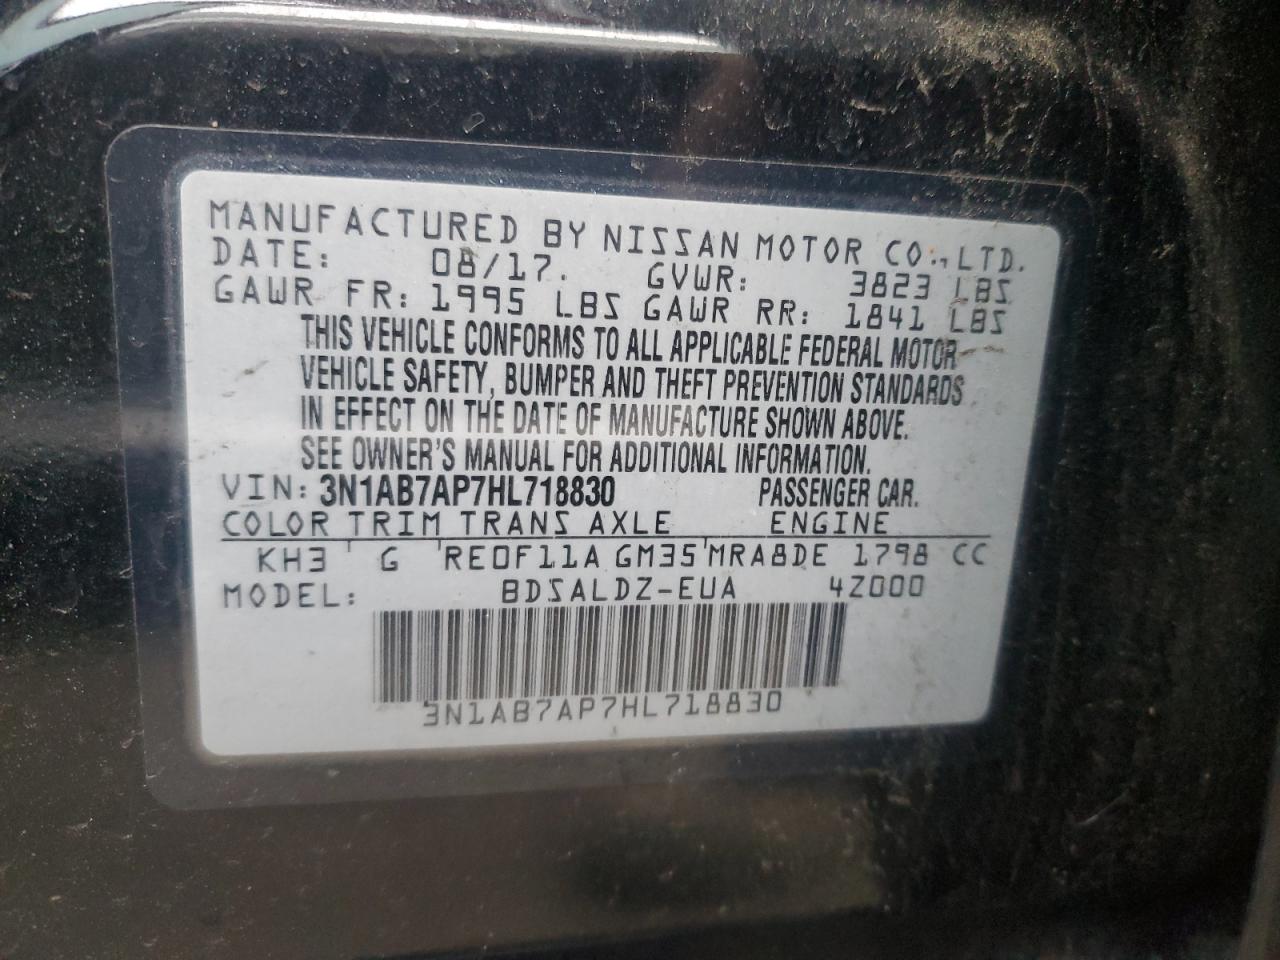 MANUFACTURED BY NISSAN MOTOR CO., LTD.
DATE: 08/17. GVWR: 3823 LBS
GAWR FR: 1995 LBS GAWR RR: 1841 LBS
THIS VEHICLE CONFORMS TO ALL APPLICABLE FEDERAL MOTOR
VEHICLE SAFETY, BUMPER AND THEFT PREVENTION STANDARDS
IN EFFECT ON THE DATE OF MANUFACTURE SHOWN ABOVE.
SEE OWNER'S MANUAL FOR ADDITIONAL INFORMATION.
VIN: 3N1AB7AP7HL718830 PASSENGER CAR.
COLOR TRIM TRANS AXLE ENGINE
KH3 G RE0F11A GM35 MRA8DE 1798 CC
MODEL: BDSALDZ-EUA 4Z000
3N1AB7AP7HL718830